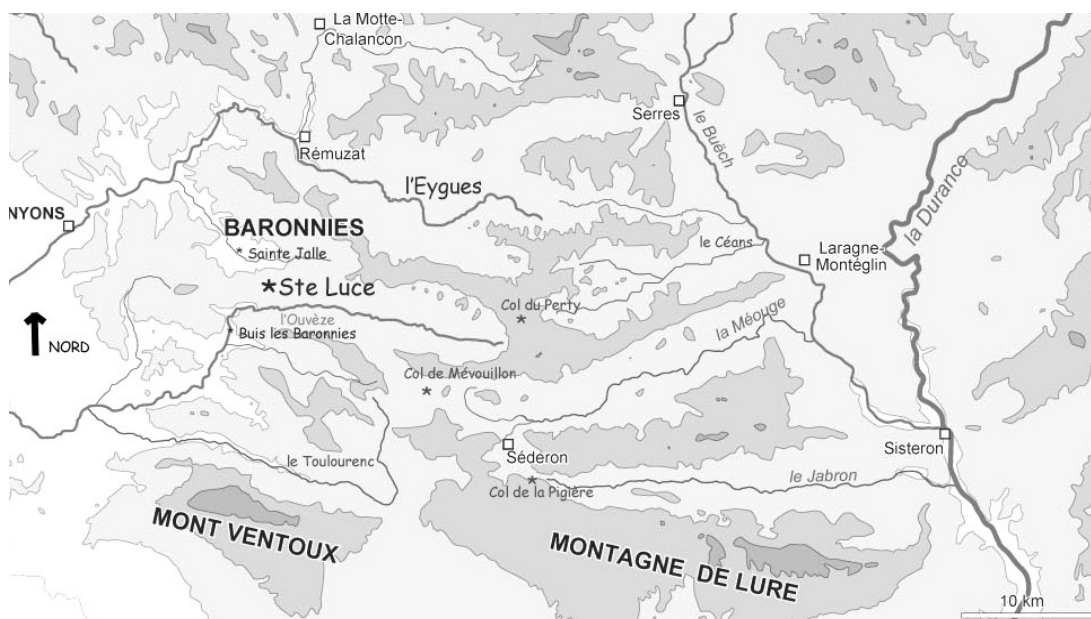 La Motte-
Chalancon
Serres
le Buëch
Rémuzat
l'Eygues
la Durance
NYONS
BARONNIES
Sainte Jalle
le Céans
Laragne-
Montéglin
*Ste Luce
Col du Perty
la Méouge
l'Ouvèze
Buis les Baronnies
NORD
Col de Mévouillon
Sisteron
Séderon
le Toulourenc
le Jabron
Col de la Pigière
MONT VENTOUX
MONTAGNE DE LURE
10 km